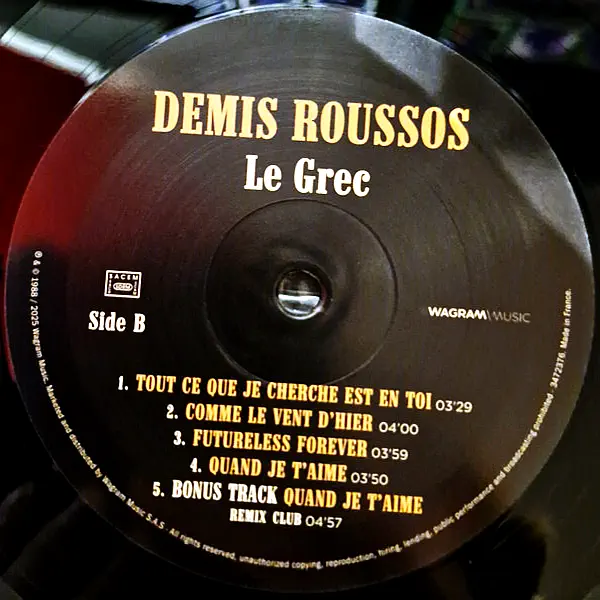 DEMIS ROUSSOS
Le Grec
SACEM
Side B
WAGRAM\MUSIC
1. TOUT CE QUE JE CHERCHE EST EN TOI 03'29
2. COMME LE VENT D'HIER 04'00
3. FUTURELESS FOREVER 03'59
4. QUAND JE T'AIME 03'50
5. BONUS TRACK QUAND JE T'AIME
REMIX CLUB 04'57
℗ & © 1988 / 2025 Wagram Music. Marketed and distributed by Wagram Music S.A.S - All rights reserved, unauthorized copying, reproduction, hiring, lending, public performance and broadcasting prohibited. 3472376. Made in France.